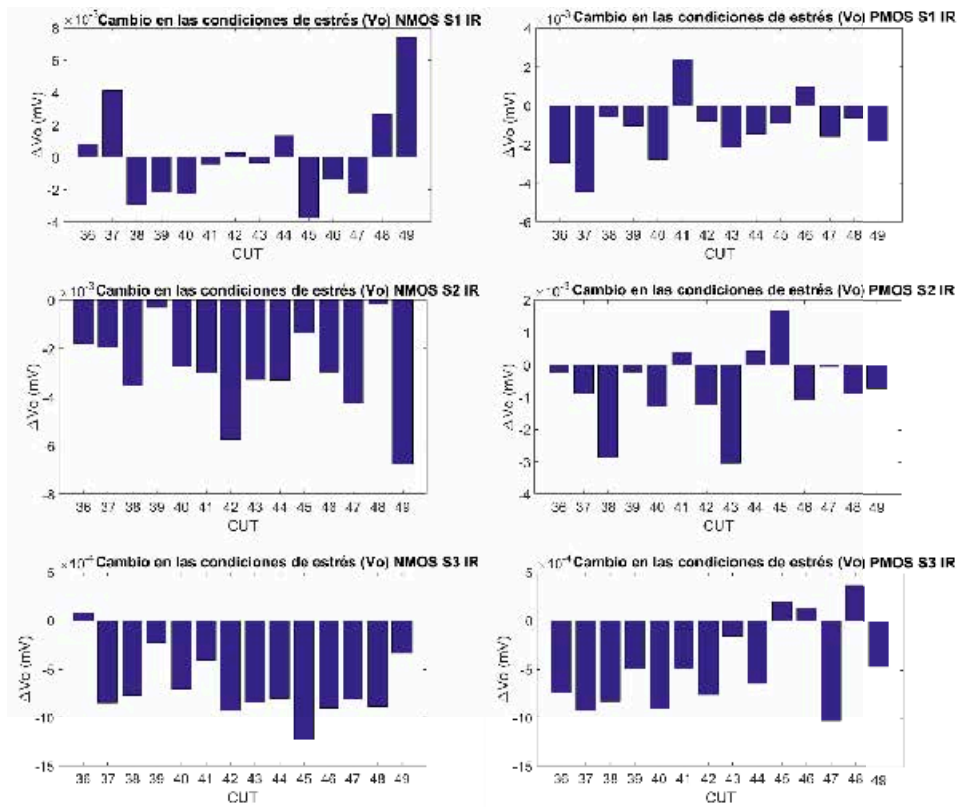 ×10-3 Cambio en las condiciones de estrés (Vo) NMOS S1 IR
8
6
4
2
0
-2
-4
ΔVo (mV)
36 37 38 39 40 41 42 43 44 45 46 47 48 49
CUT
×10-3 Cambio en las condiciones de estrés (Vo) PMOS S1 IR
4
2
0
-2
-4
-6
ΔVo (mV)
36 37 38 39 40 41 42 43 44 45 46 47 48 49
CUT
×10-3 Cambio en las condiciones de estrés (Vo) NMOS S2 IR
0
-2
-4
-6
-8
ΔVo (mV)
36 37 38 39 40 41 42 43 44 45 46 47 48 49
CUT
×10-3 Cambio en las condiciones de estrés (Vo) PMOS S2 IR
2
1
0
-1
-2
-3
-4
ΔVo (mV)
36 37 38 39 40 41 42 43 44 45 46 47 48 49
CUT
×10-4 Cambio en las condiciones de estrés (Vo) NMOS S3 IR
5
0
-5
-10
-15
ΔVo (mV)
36 37 38 39 40 41 42 43 44 45 46 47 48 49
CUT
×10-4 Cambio en las condiciones de estrés (Vo) PMOS S3 IR
5
0
-5
-10
-15
ΔVo (mV)
36 37 38 39 40 41 42 43 44 45 46 47 48 49
CUT